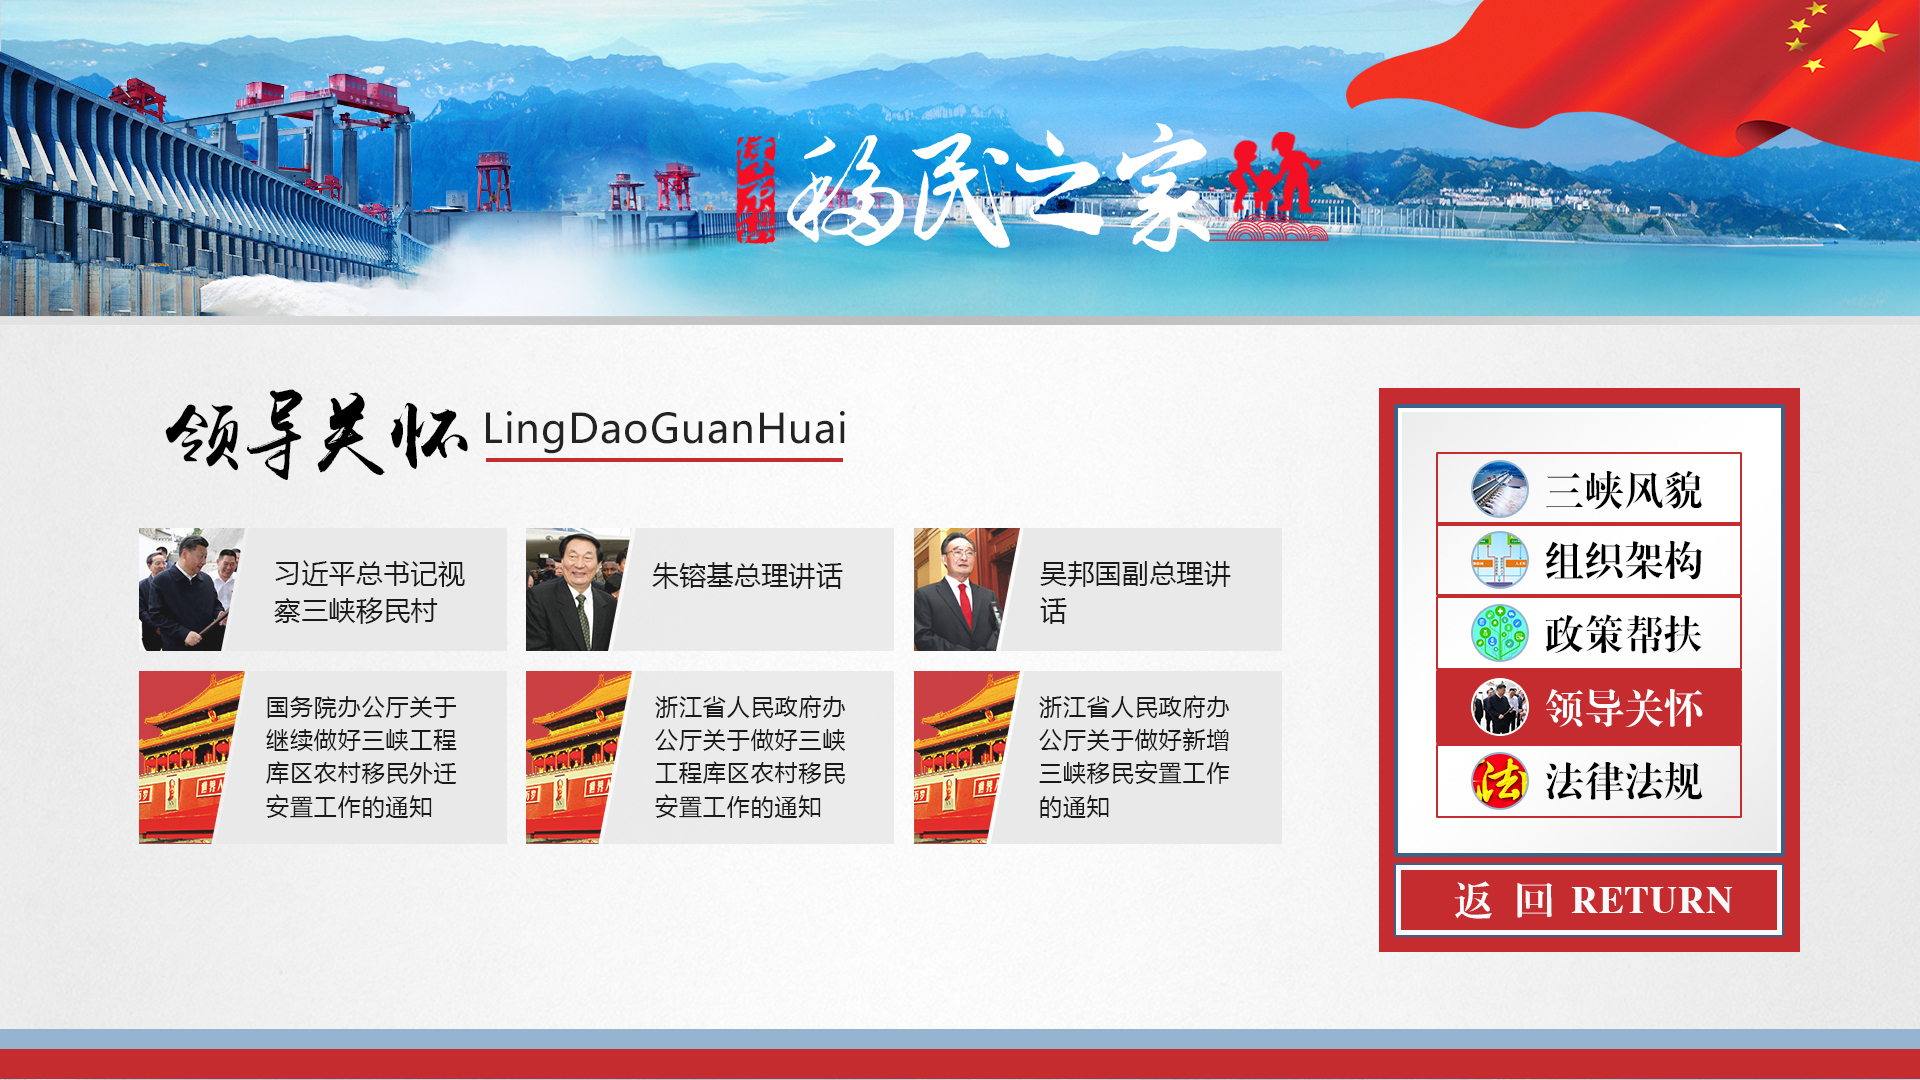 移民之家
领导关怀 LingDaoGuanHuai
习近平总书记视
察三峡移民村
朱镕基总理讲话
吴邦国副总理讲
话
国务院办公厅关于
继续做好三峡工程
库区农村移民外迁
安置工作的通知
浙江省人民政府办
公厅关于做好三峡
工程库区农村移民
安置工作的通知
浙江省人民政府办
公厅关于做好新增
三峡移民安置工作
的通知
三峡风貌
组织架构
政策帮扶
领导关怀
法
法律法规
返 回 RETURN